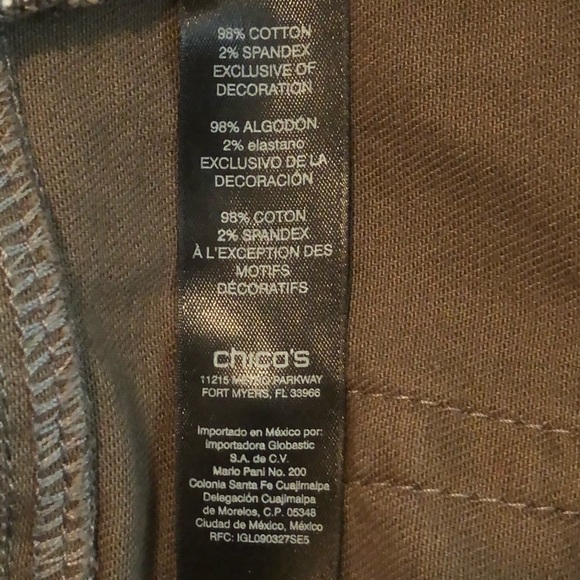 98% COTTON
2% SPANDEX
EXCLUSIVE OF
DECORATION
98% ALGODÓN
2% elastano
EXCLUSIVO DE LA
DECORACIÓN
98% COTON
2% SPANDEX
À L'EXCEPTION DES
MOTIFS
DÉCORATIFS
chico's
11215 METRO PARKWAY
FORT MYERS, FL 33966
Importado en México por:
Importadora Globastic
S.A. de C.V.
Mario Pani No. 200
Colonia Santa Fe Cuajimalpa
Delegación Cuajimalpa
de Morelos, C.P. 05348
Ciudad de México, México
RFC: IGL090327SE5